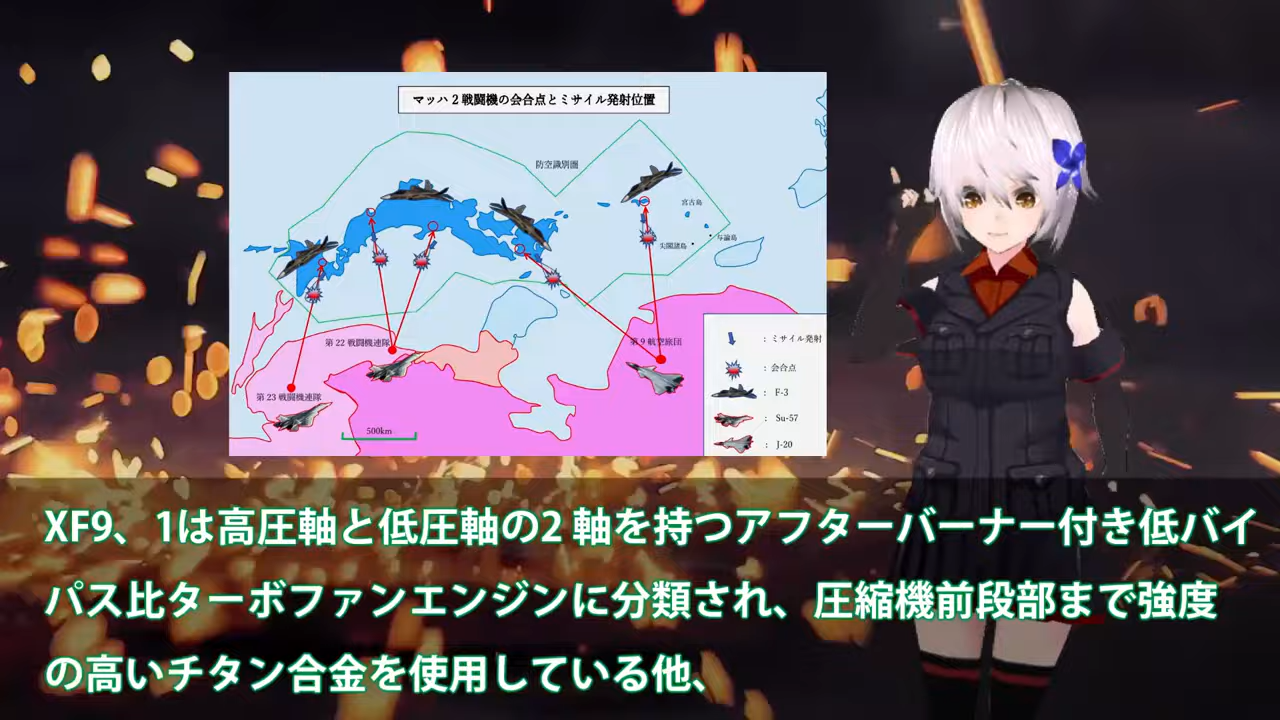 マッハ2戦闘機の会合点とミサイル発射位置
防空識別圏
宮古島
与論島
尖閣諸島
第22戦闘機連隊
第9航空旅団
第23戦闘機連隊
500km
：ミサイル発射
：会合点
： F-3
： Su-57
： J-20
XF9、1は高圧軸と低圧軸の2 軸を持つアフターバーナー付き低バイ
パス比ターボファンエンジンに分類され、圧縮機前段部まで強度
の高いチタン合金を使用している他、